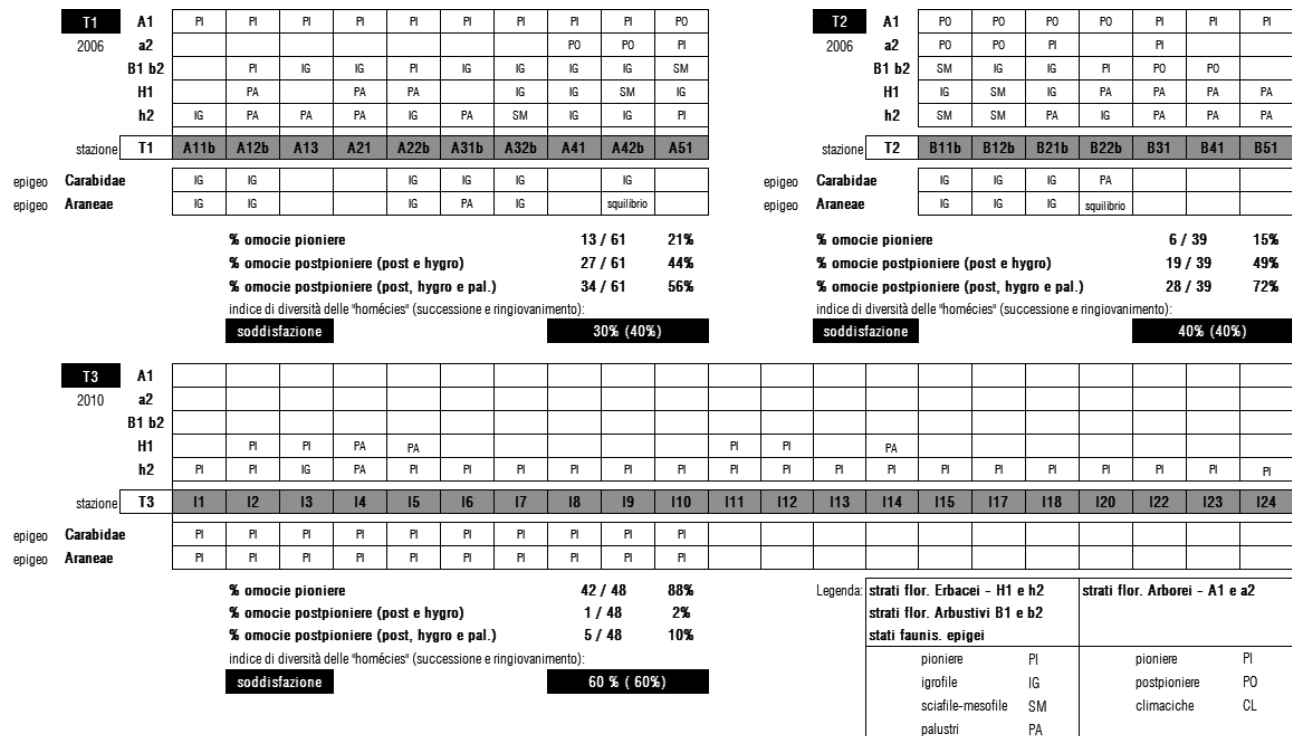 T1 A1 PI PI PI PI PI PI PI PI PI PO
2006 a2 PO PO PI
B1 b2 PI IG IG PI IG IG IG IG SM
H1 PA PA PA IG IG SM IG
h2 IG PA PA PA IG PA SM IG IG PI
stazione T1 A11b A12b A13 A21 A22b A31b A32b A41 A42b A51
epigeo Carabidae IG IG IG IG IG IG
epigeo Araneae IG IG IG PA IG squilibrio
% omocie pioniere 13 / 61 21%
% omocie postpioniere (post e hygro) 27 / 61 44%
% omocie postpioniere (post, hygro e pal.) 34 / 61 56%
indice di diversità delle "homécies" (successione e ringiovanimento):
soddisfazione 30% (40%)
T2 A1 PO PO PO PO PI PI PI
2006 a2 PO PO PI PI
B1 b2 SM IG IG PI PO PO
H1 IG SM IG PA PA PA PA
h2 SM SM PA IG PA PA PA
stazione T2 B11b B12b B21b B22b B31 B41 B51
epigeo Carabidae IG IG IG PA
epigeo Araneae IG IG IG squilibrio
% omocie pioniere 6 / 39 15%
% omocie postpioniere (post e hygro) 19 / 39 49%
% omocie postpioniere (post, hygro e pal.) 28 / 39 72%
indice di diversità delle "homécies" (successione e ringiovanimento):
soddisfazione 40% (40%)
T3 A1
2010 a2
B1 b2
H1 PI PI PA PA PI PI PA
h2 PI PI IG PA PI PI PI PI PI PI PI PI PI PI PI PI PI PI PI PI PI
stazione T3 I1 I2 I3 I4 I5 I6 I7 I8 I9 I10 I11 I12 I13 I14 I15 I17 I18 I20 I22 I23 I24
epigeo Carabidae PI PI PI PI PI PI PI PI PI PI
epigeo Araneae PI PI PI PI PI PI PI PI PI PI
% omocie pioniere 42 / 48 88%
% omocie postpioniere (post e hygro) 1 / 48 2%
% omocie postpioniere (post, hygro e pal.) 5 / 48 10%
indice di diversità delle "homécies" (successione e ringiovanimento):
soddisfazione 60 % ( 60%)
Legenda: strati flor. Erbacei - H1 e h2 strati flor. Arborei - A1 e a2
strati flor. Arbustivi B1 e b2
stati faunis. epigei
pioniere PI pioniere PI
igrofile IG postpioniere PO
sciafile-mesofile SM climaciche CL
palustri PA